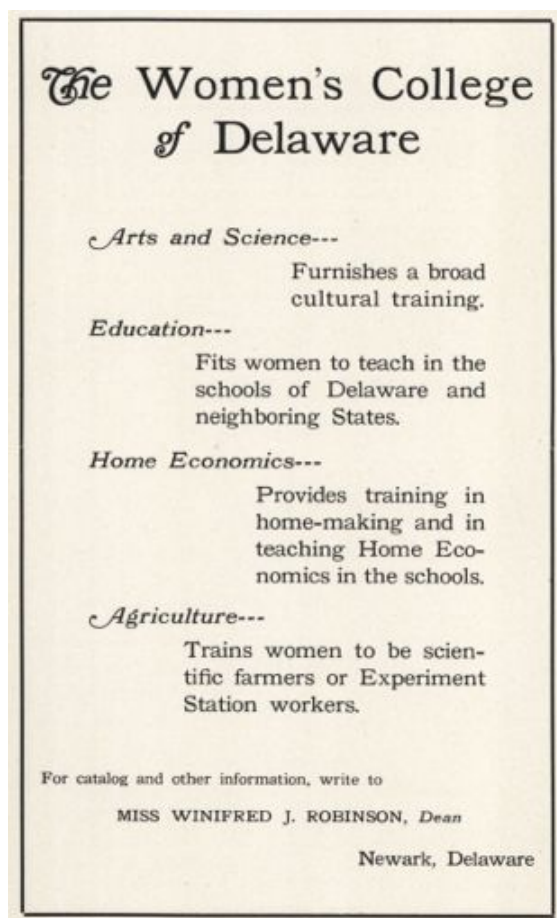 The Women's College
of Delaware
Arts and Science---
Furnishes a broad
cultural training.
Education---
Fits women to teach in the
schools of Delaware and
neighboring States.
Home Economics---
Provides training in
home-making and in
teaching Home Eco-
nomics in the schools.
Agriculture---
Trains women to be scien-
tific farmers or Experiment
Station workers.
For catalog and other information, write to
MISS WINIFRED J. ROBINSON, Dean
Newark, Delaware